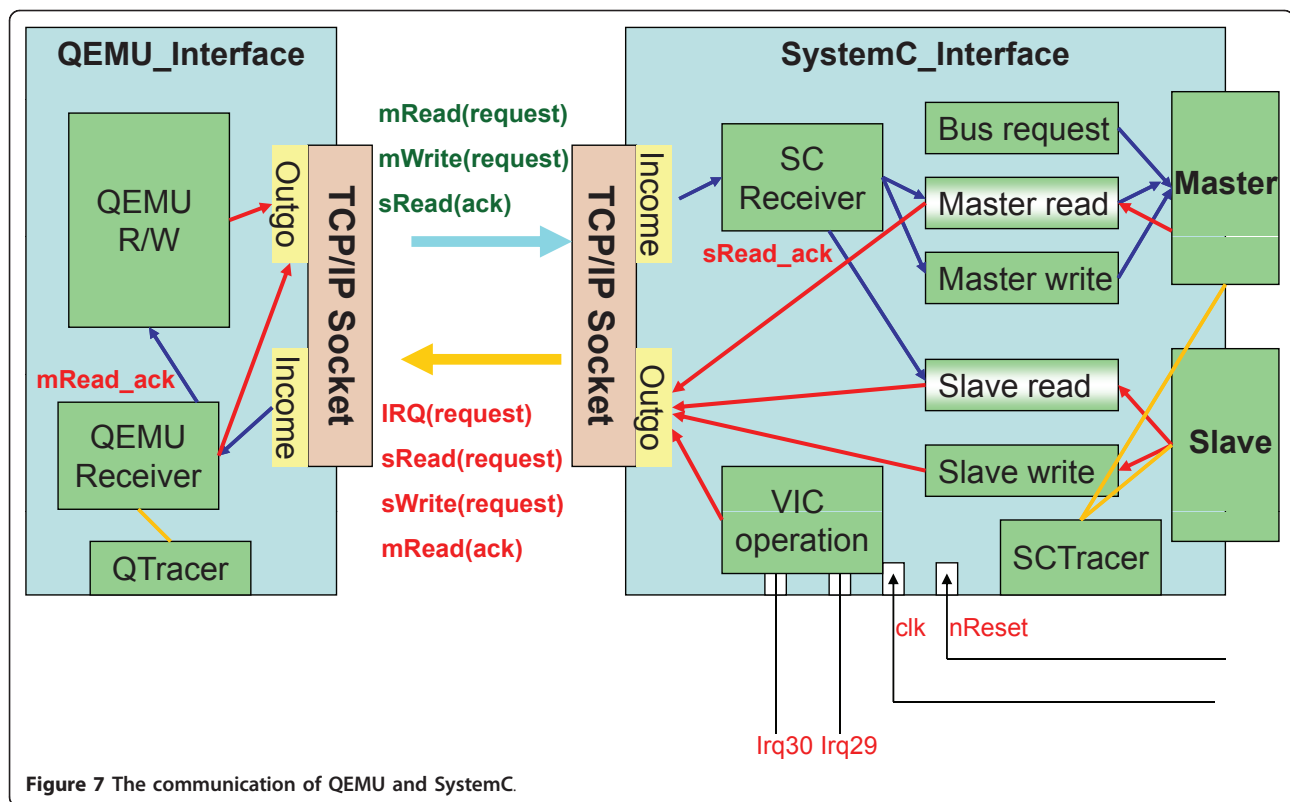 QEMU_Interface
QEMU
R/W
Outgo
TCP/IP Socket
mRead_ack
Income
QEMU
Receiver
QTracer
mRead(request)
mWrite(request)
sRead(ack)
IRQ(request)
sRead(request)
sWrite(request)
mRead(ack)
SystemC_Interface
TCP/IP Socket
Income
SC
Receiver
sRead_ack
Bus request
Master read
Master write
Master
Outgo
Slave read
Slave write
Slave
VIC
operation
SCTracer
clk
nReset
Irq30
Irq29
Figure 7 The communication of QEMU and SystemC.